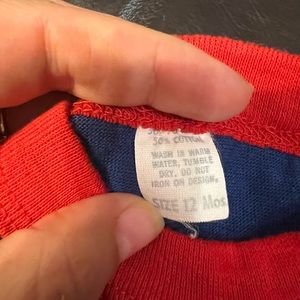 50% COTTON
WASH IN WARM
WATER, TUMBLE
DRY. DO NOT
IRON ON DESIGN.
SIZE 12 Mos.